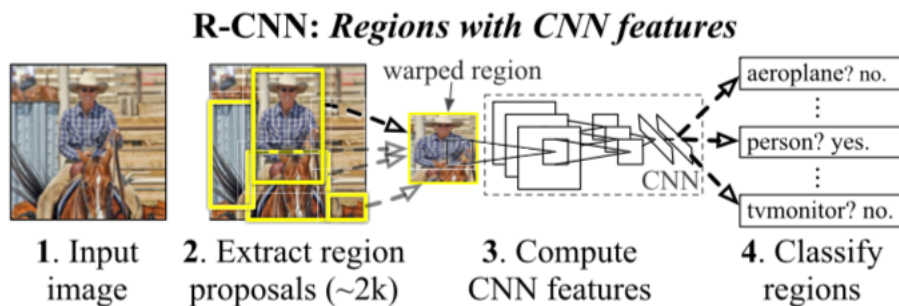 R-CNN: Regions with CNN features
warped region
aeroplane? no.
⋮
person? yes.
⋮
tvmonitor? no.
CNN
1. Input
image
2. Extract region
proposals (~2k)
3. Compute
CNN features
4. Classify
regions